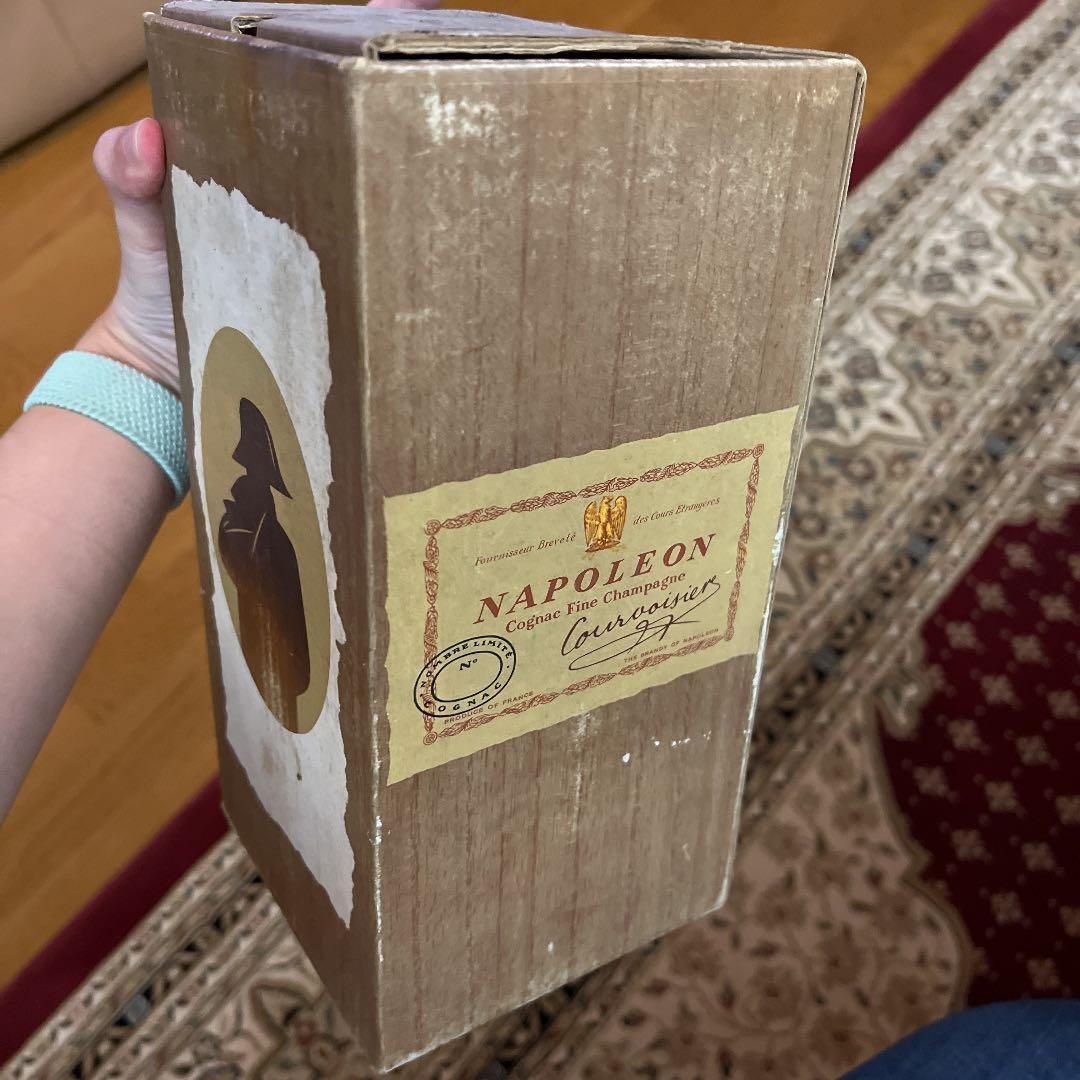 Fournisseur Breveté des Cours Etrangères
NAPOLEON
Cognac Fine Champagne
Courvoisier
NOMBRE LIMITÉ
No
COGNAC
PRODUCE OF FRANCE
THE BRANDY OF NAPOLEON